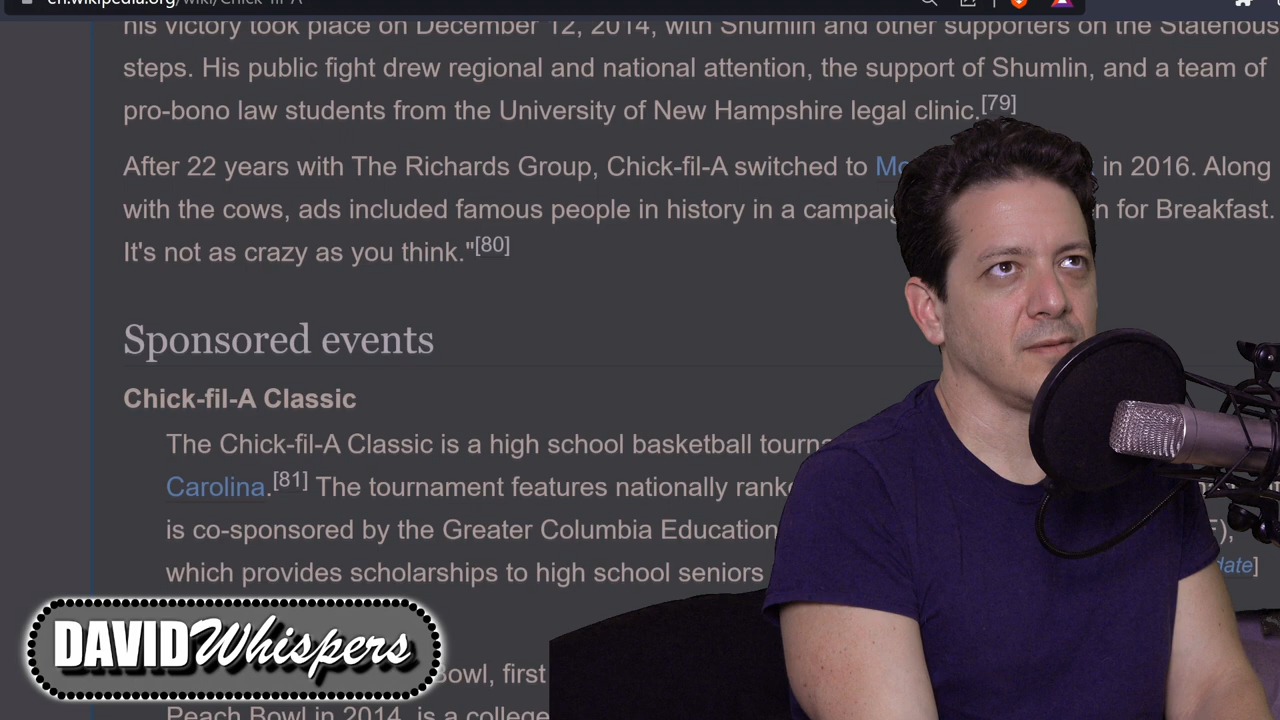 en.wikipedia.org/wiki/Chick-fil-A
his victory took place on December 12, 2014, with Shumlin and other supporters on the Statehous
steps. His public fight drew regional and national attention, the support of Shumlin, and a team of
pro-bono law students from the University of New Hampshire legal clinic.[79]
After 22 years with The Richards Group, Chick-fil-A switched to in 2016. Along
with the cows, ads included famous people in history in a for Breakfast.
It's not as crazy as you think."[80]
Sponsored events
Chick-fil-A Classic
The Chick-fil-A Classic is a high school basketball
Carolina.[81] The tournament features nationally
is co-sponsored by the Greater Columbia Education
which provides scholarships to high school seniors
Bowl, first
Peach Bowl in 2014, is a college
DAVID Whispers